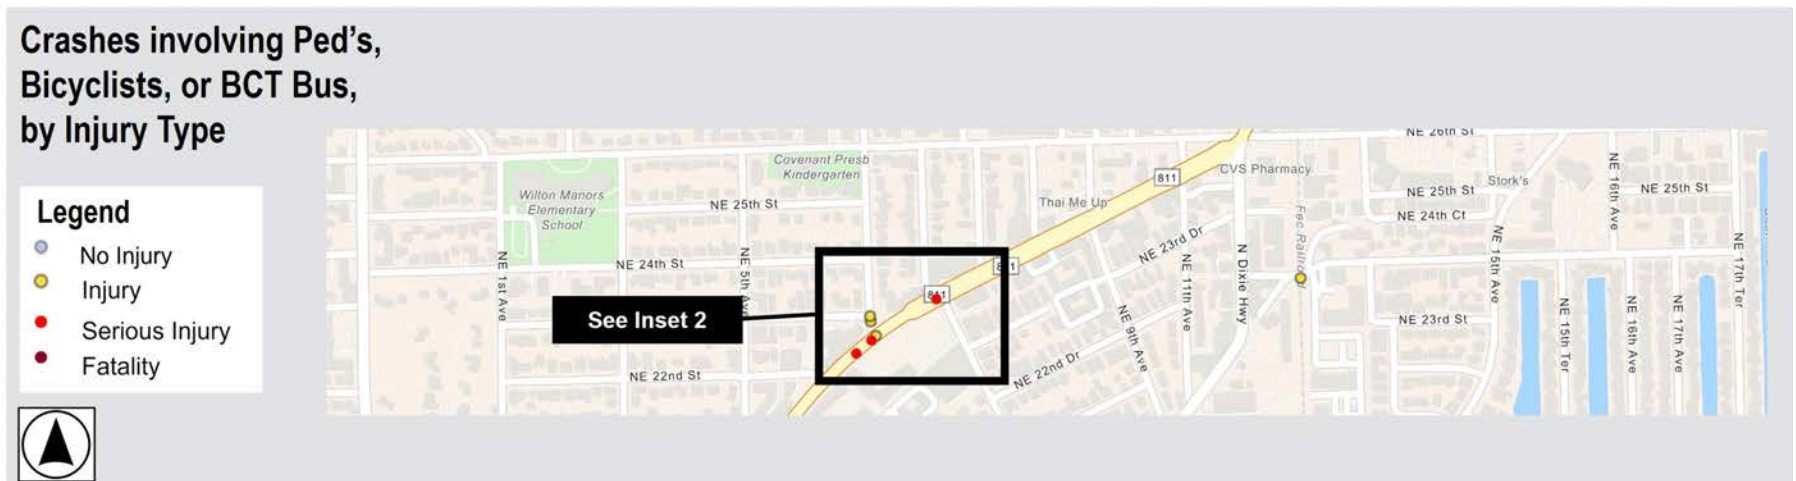 Crashes involving Ped's,
Bicyclists, or BCT Bus,
by Injury Type
Legend
No Injury
Injury
Serious Injury
Fatality
See Inset 2
NE 26th St
Covenant Presb
Kindergarten
811
CVS Pharmacy
Wilton Manors
Elementary
School
NE 25th St
Thai Me Up
NE 25th St
Stork's
NE 16th Ave
NE 25th St
NE 24th Ct
Fec Railroad
NE 23rd Dr
NE 1st Ave
NE 24th St
NE 5th Ave
811
811
NE 11th Ave
N Dixie Hwy
NE 15th Ave
NE 17th Ter
NE 9th Ave
NE 23rd St
NE 15th Ter
NE 16th Ave
NE 17th Ave
NE 22nd St
NE 22nd Dr